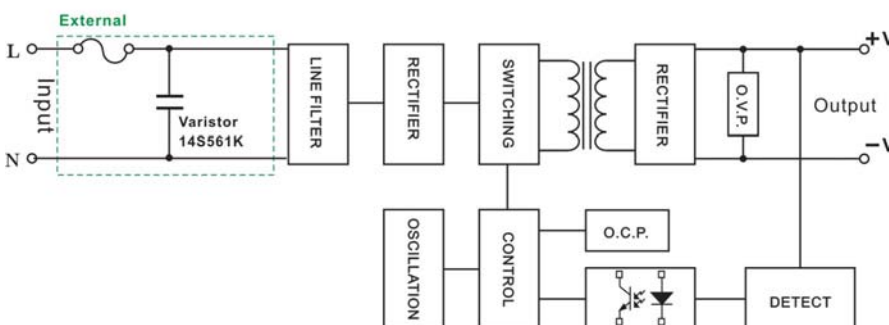 External
L
Input
N
Varistor
14S561K
LINE FILTER
RECTIFIER
SWITCHING
RECTIFIER
O.V.P.
+V
Output
−V
OSCILLATION
CONTROL
O.C.P.
DETECT